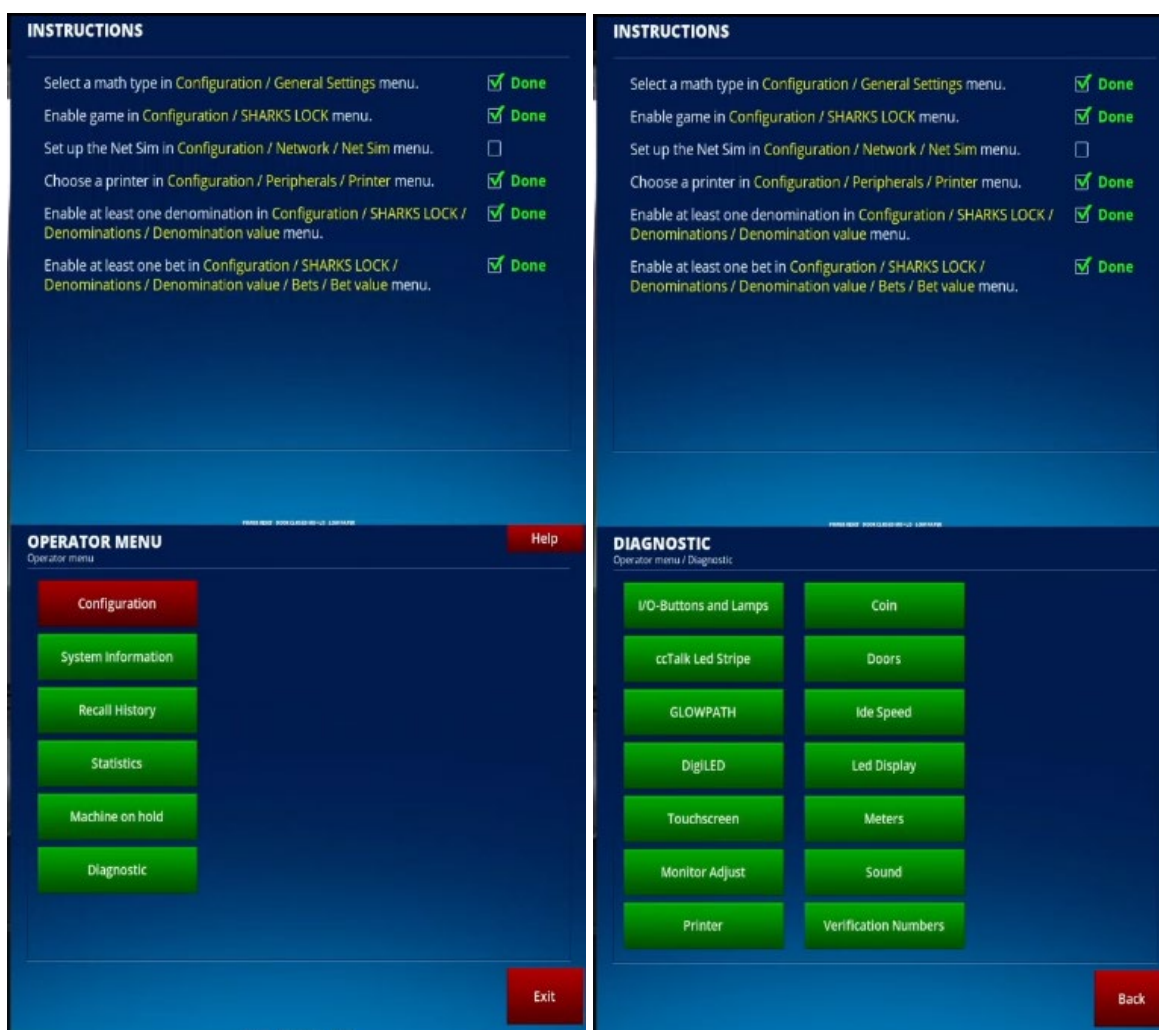 INSTRUCTIONS
Select a math type in Configuration / General Settings menu.
Done
Enable game in Configuration / SHARKS LOCK menu.
Done
Set up the Net Sim in Configuration / Network / Net Sim menu.
Choose a printer in Configuration / Peripherals / Printer menu.
Done
Enable at least one denomination in Configuration / SHARKS LOCK /
Done
Denominations / Denomination value menu.
Enable at least one bet in Configuration / SHARKS LOCK /
Done
Denominations / Denomination value / Bets / Bet value menu.
OPERATOR MENU
Operator menu
Help
Configuration
System Information
Recall History
Statistics
Machine on hold
Diagnostic
Exit
INSTRUCTIONS
Select a math type in Configuration / General Settings menu.
Done
Enable game in Configuration / SHARKS LOCK menu.
Done
Set up the Net Sim in Configuration / Network / Net Sim menu.
Choose a printer in Configuration / Peripherals / Printer menu.
Done
Enable at least one denomination in Configuration / SHARKS LOCK /
Done
Denominations / Denomination value menu.
Enable at least one bet in Configuration / SHARKS LOCK /
Done
Denominations / Denomination value / Bets / Bet value menu.
DIAGNOSTIC
Operator menu / Diagnostic
I/O-Buttons and Lamps
Coin
ccTalk Led Stripe
Doors
GLOWPATH
Ide Speed
DigiLED
Led Display
Touchscreen
Meters
Monitor Adjust
Sound
Printer
Verification Numbers
Back